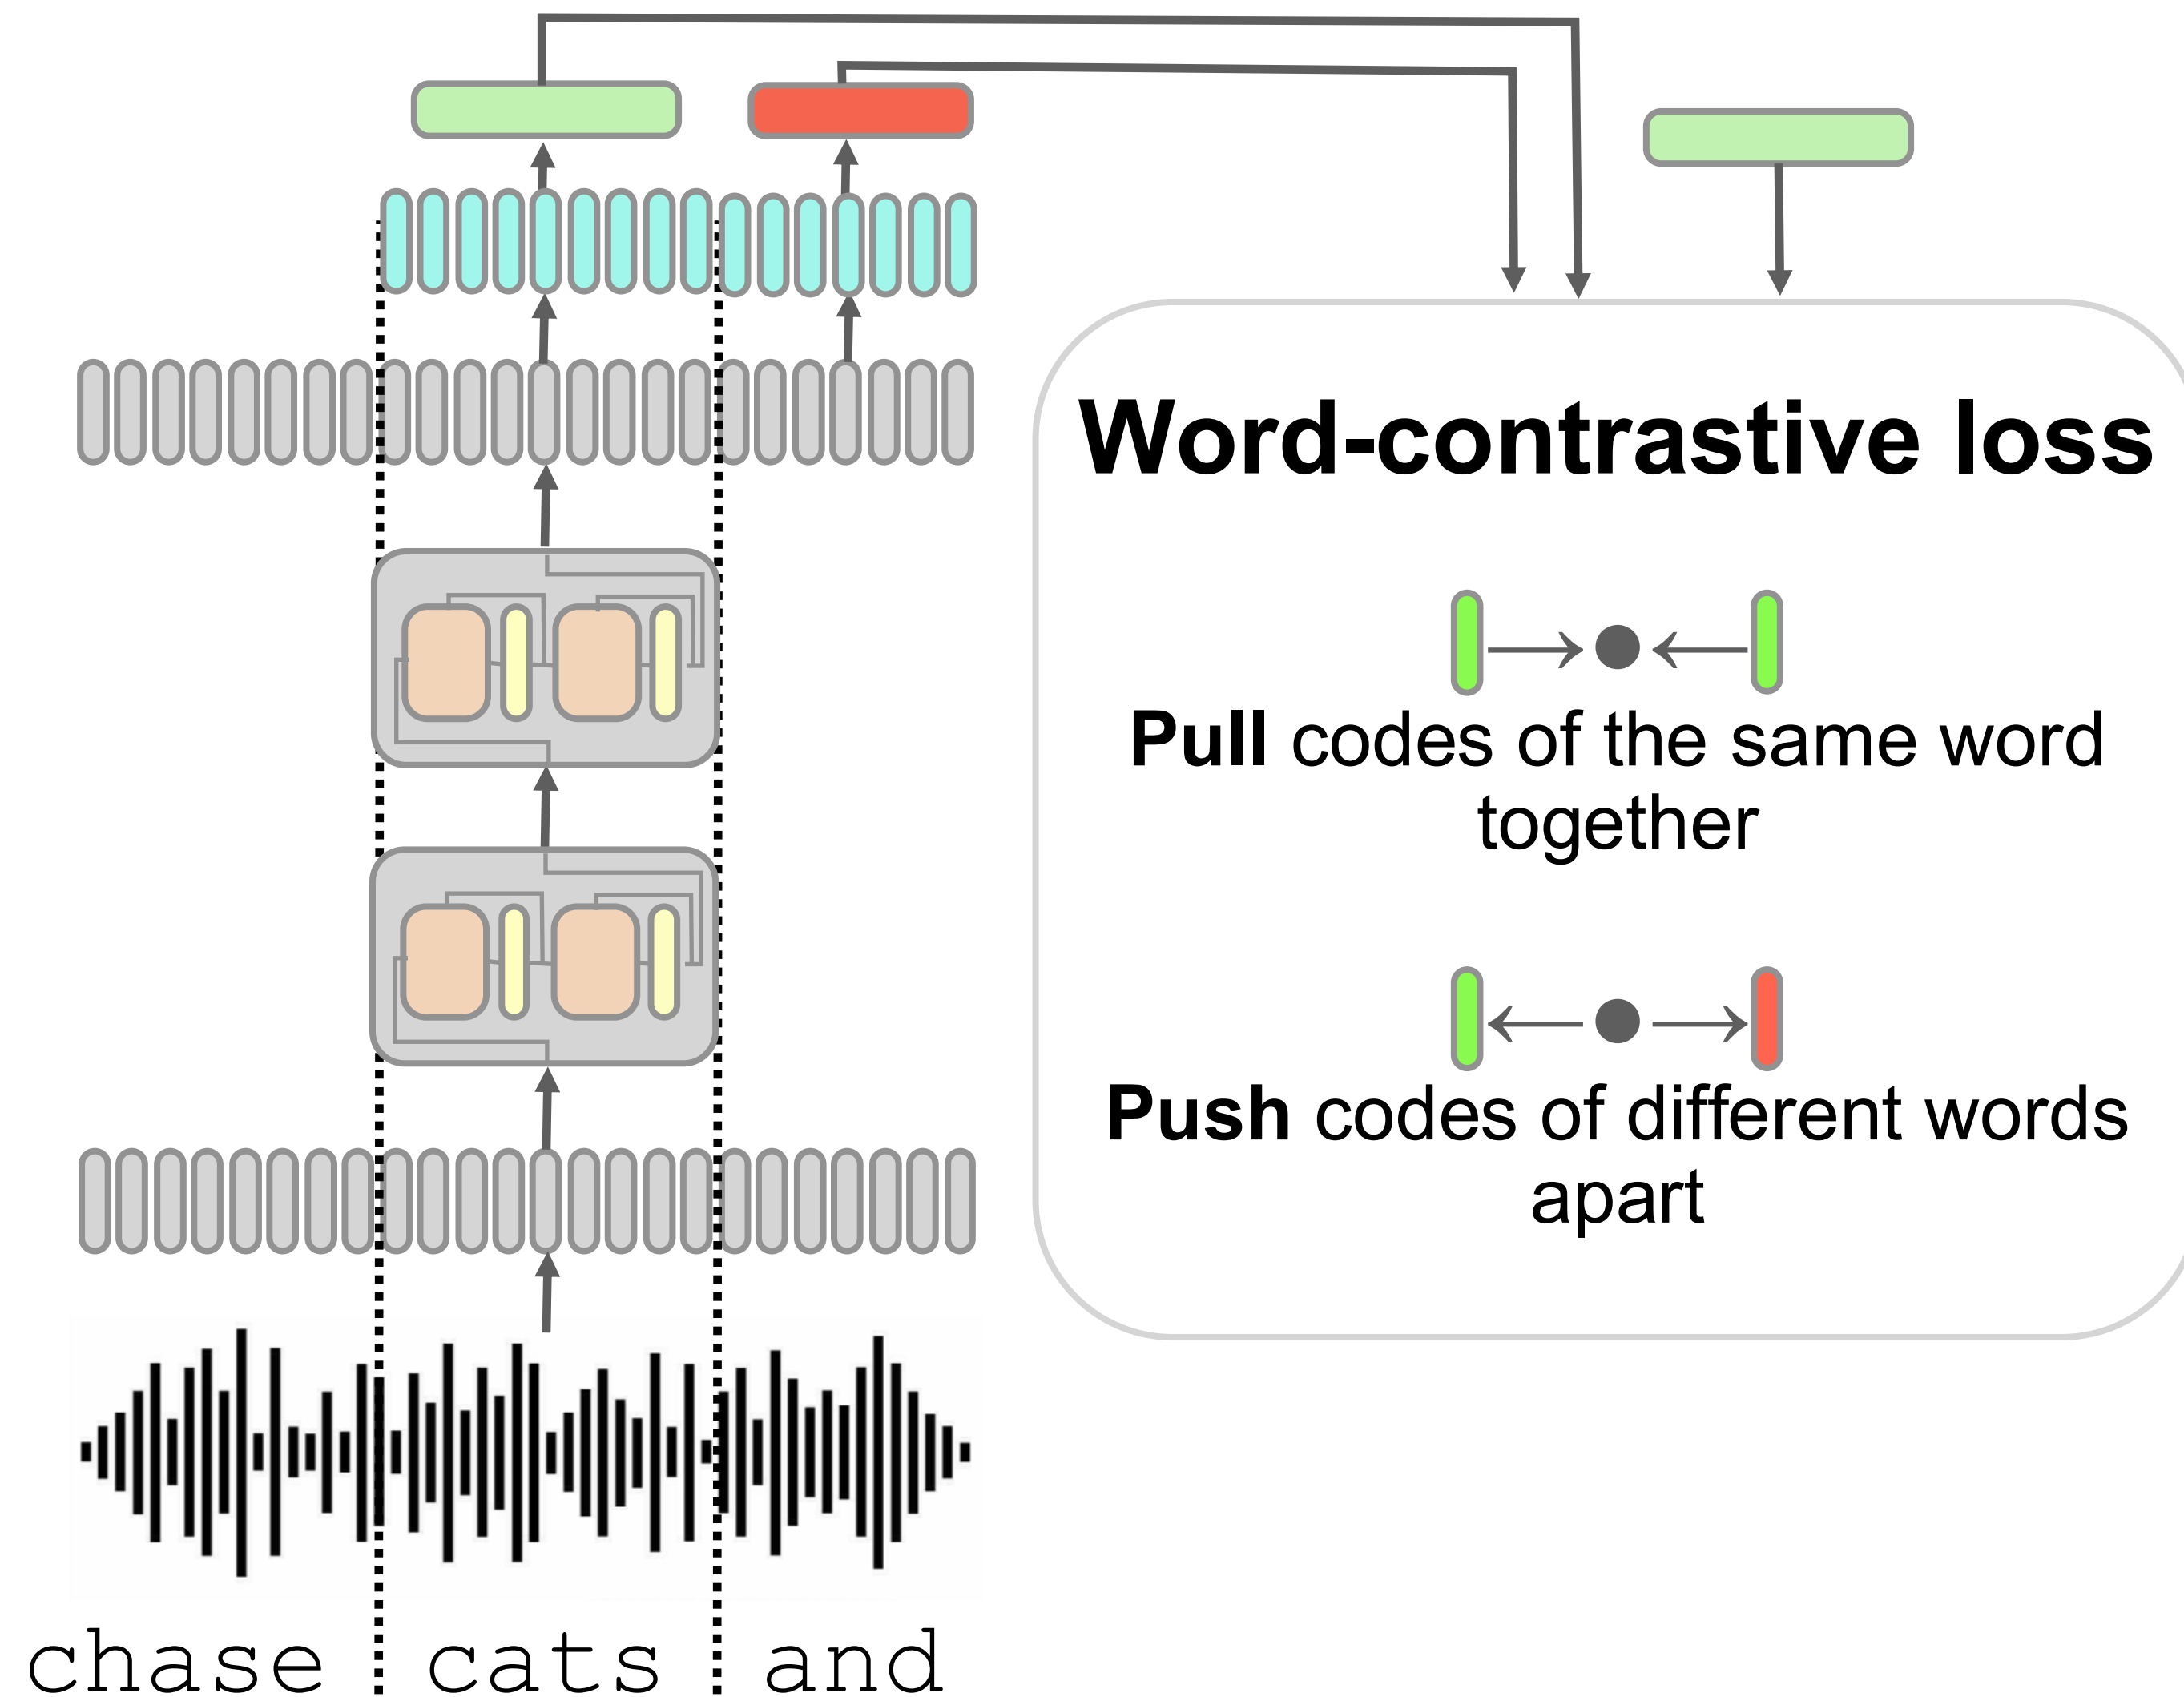 Word-contrastive loss
Pull codes of the same word
together
Push codes of different words
apart
chase cats and